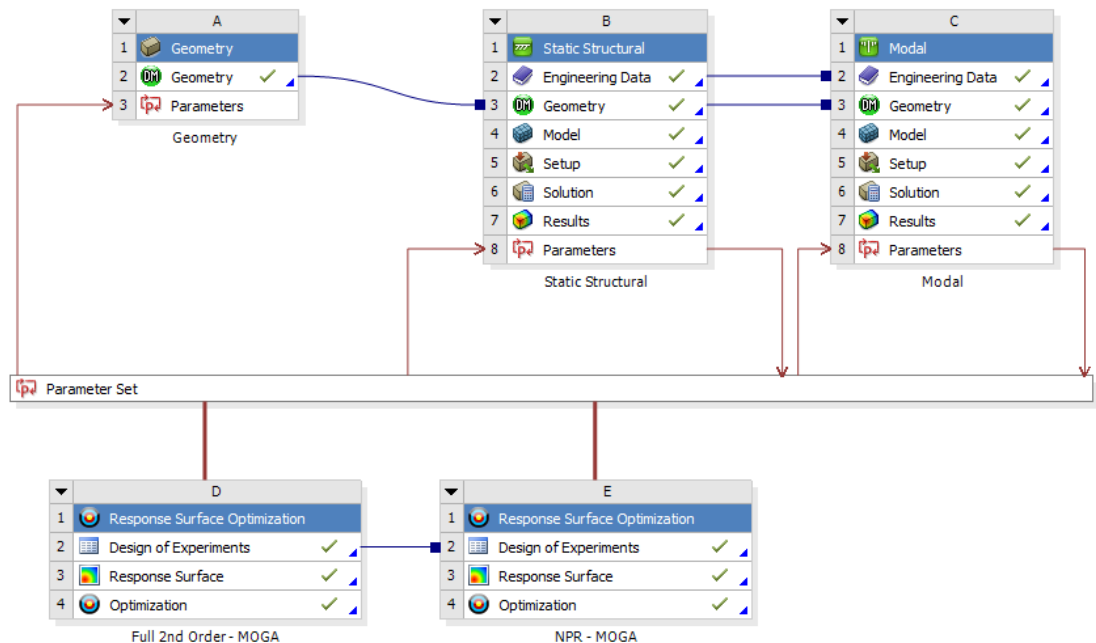 A
1 Geometry
2 DM Geometry
3 Parameters
Geometry
B
1 Static Structural
2 Engineering Data
3 DM Geometry
4 Model
5 Setup
6 Solution
7 Results
8 Parameters
Static Structural
C
1 Modal
2 Engineering Data
3 DM Geometry
4 Model
5 Setup
6 Solution
7 Results
8 Parameters
Modal
Parameter Set
D
1 Response Surface Optimization
2 Design of Experiments
3 Response Surface
4 Optimization
Full 2nd Order - MOGA
E
1 Response Surface Optimization
2 Design of Experiments
3 Response Surface
4 Optimization
NPR - MOGA